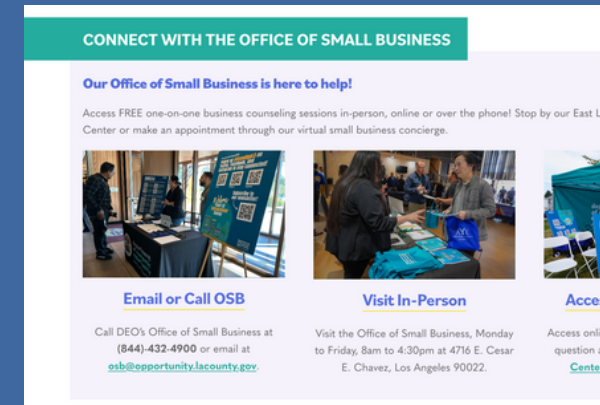 CONNECT WITH THE OFFICE OF SMALL BUSINESS
Our Office of Small Business is here to help!
Access FREE one-on-one business counseling sessions in-person, online or over the phone! Stop by our East L
Center or make an appointment through our virtual small business concierge.
Email or Call OSB
Call DEO's Office of Small Business at
(844)-432-4900 or email at
osb@opportunity.lacounty.gov.
Visit In-Person
Visit the Office of Small Business, Monday
to Friday, 8am to 4:30pm at 4716 E. Cesar
E. Chavez, Los Angeles 90022.
Acces
Access onli
question a
Cente